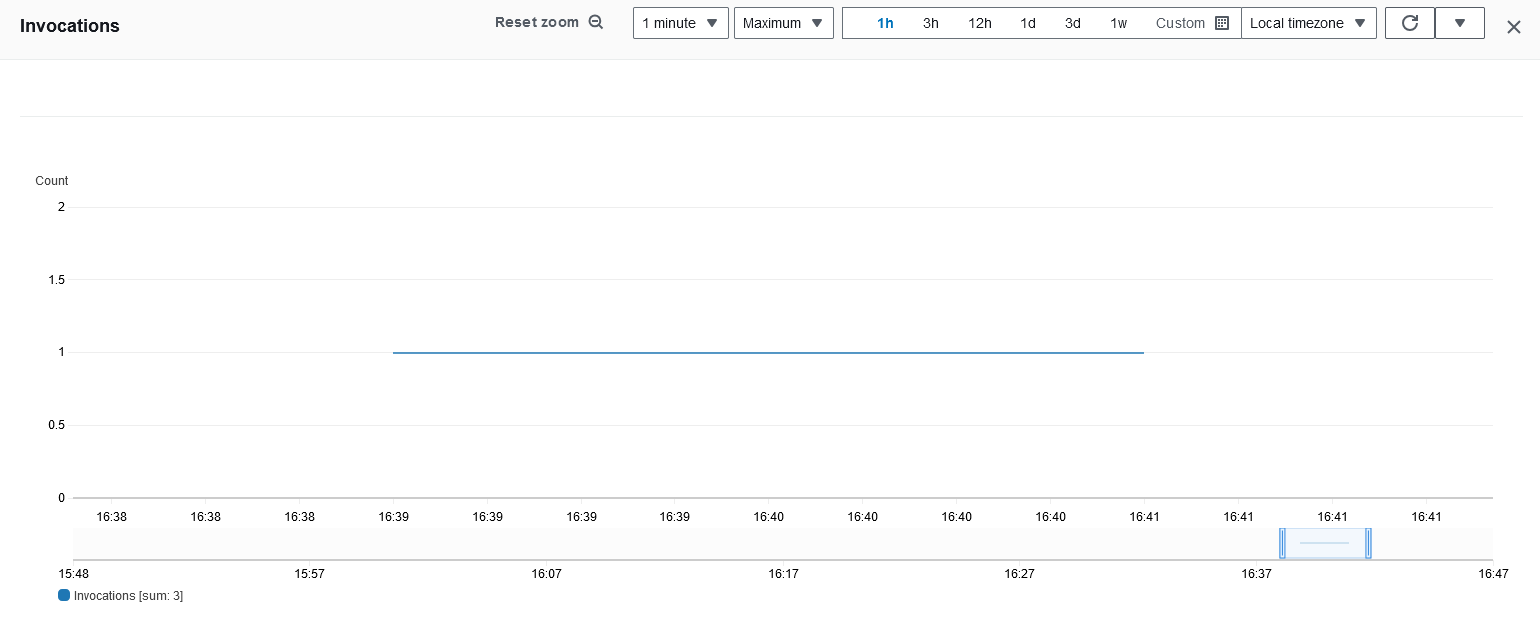 Invocations Reset zoom 1 minute Maximum 1h 3h 12h 1d 3d 1w Custom Local timezone
Count
2
1.5
1
0.5
0
16:38 16:38 16:38 16:39 16:39 16:39 16:39 16:40 16:40 16:40 16:40 16:41 16:41 16:41 16:41
15:48 15:57 16:07 16:17 16:27 16:37 16:47
Invocations [sum: 3]